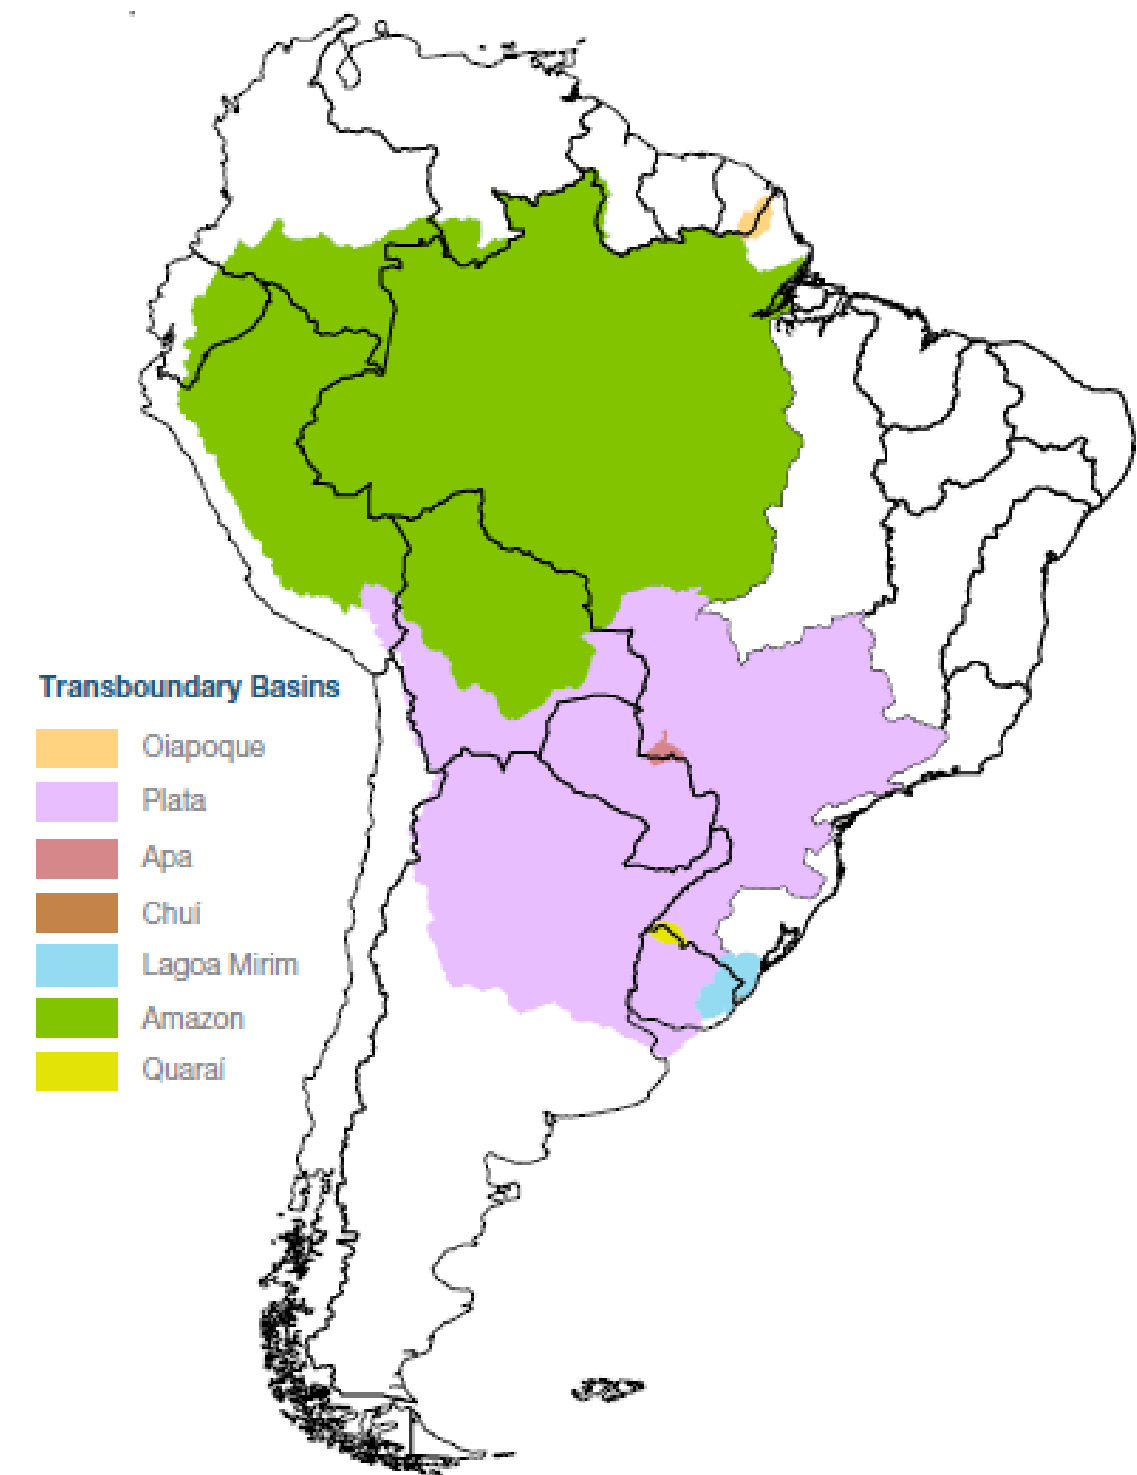 Transboundary Basins
Oiapoque
Plata
Apa
Chuí
Lagoa Mirim
Amazon
Quaraí